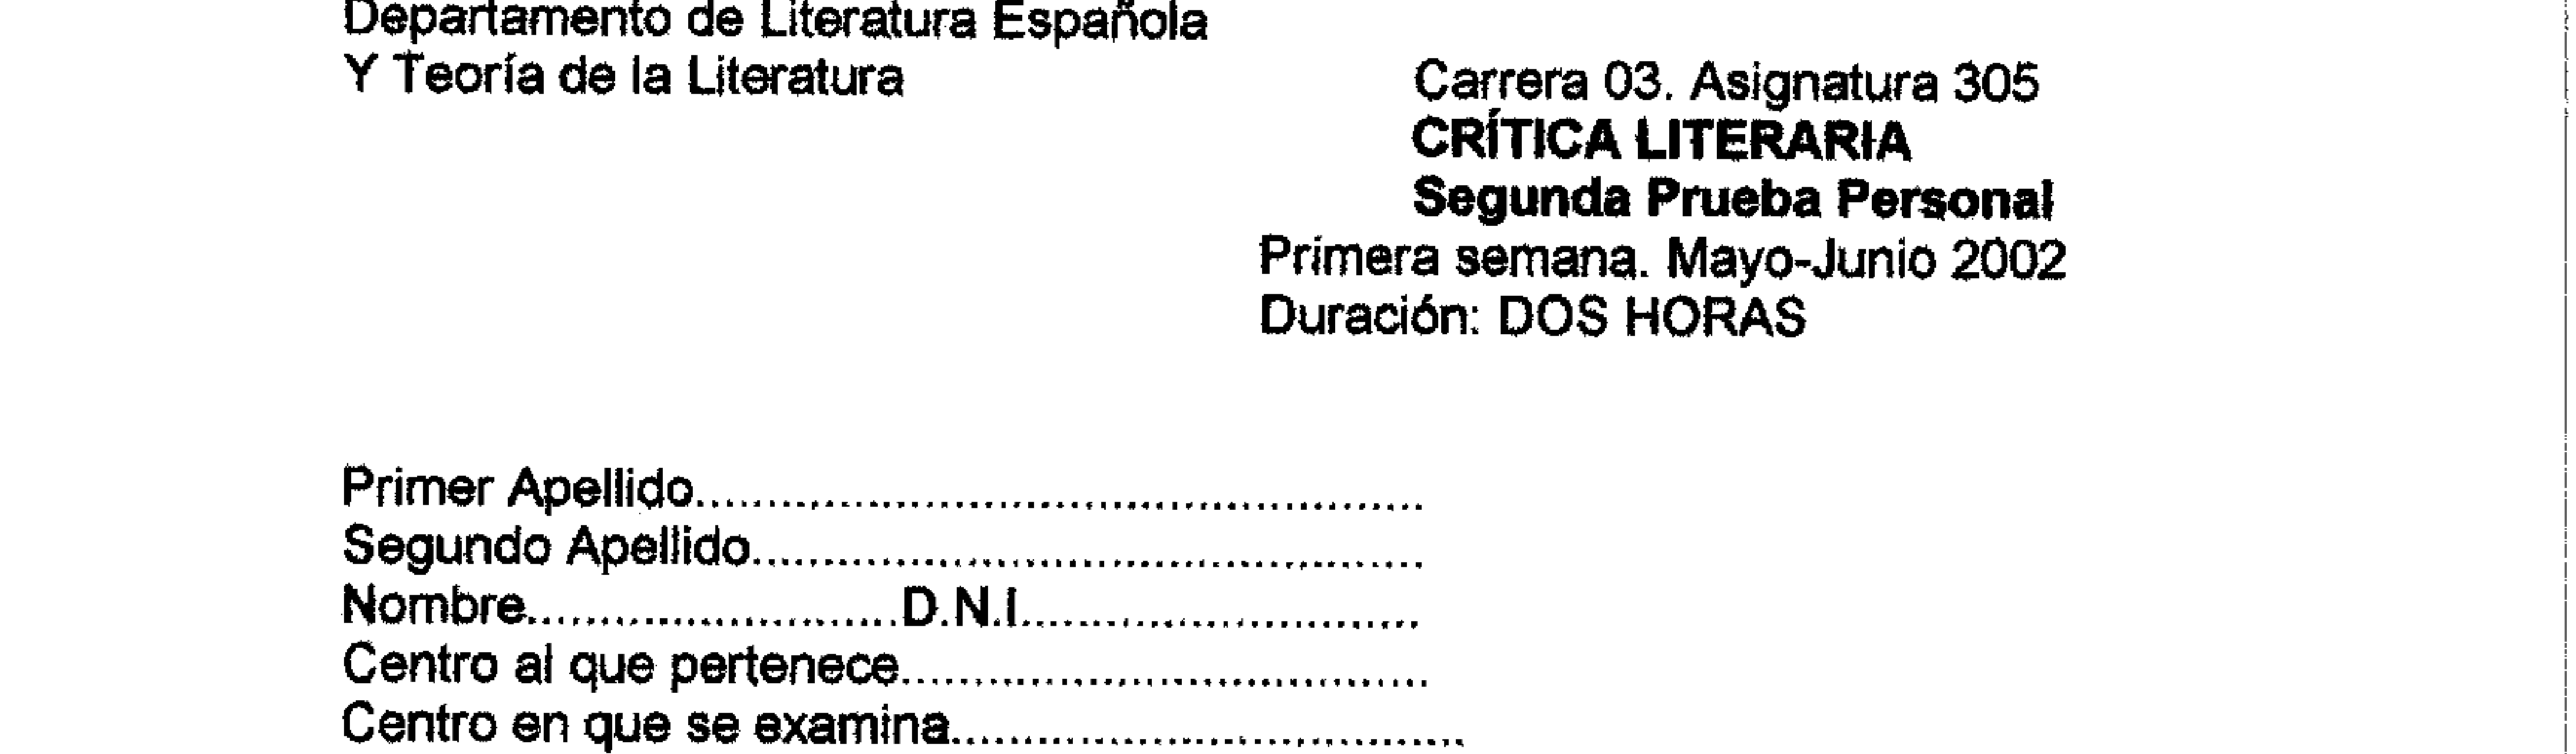 Departamento de Literatura Española
Y Teoría de la Literatura
Carrera 03. Asignatura 305
CRÍTICA LITERARIA
Segunda Prueba Personal
Primera semana. Mayo-Junio 2002
Duración: DOS HORAS
Primer Apellido..................................................
Segundo Apellido..............................................
Nombre.........................D.N.I...........................
Centro al que pertenece....................................
Centro en que se examina...................................